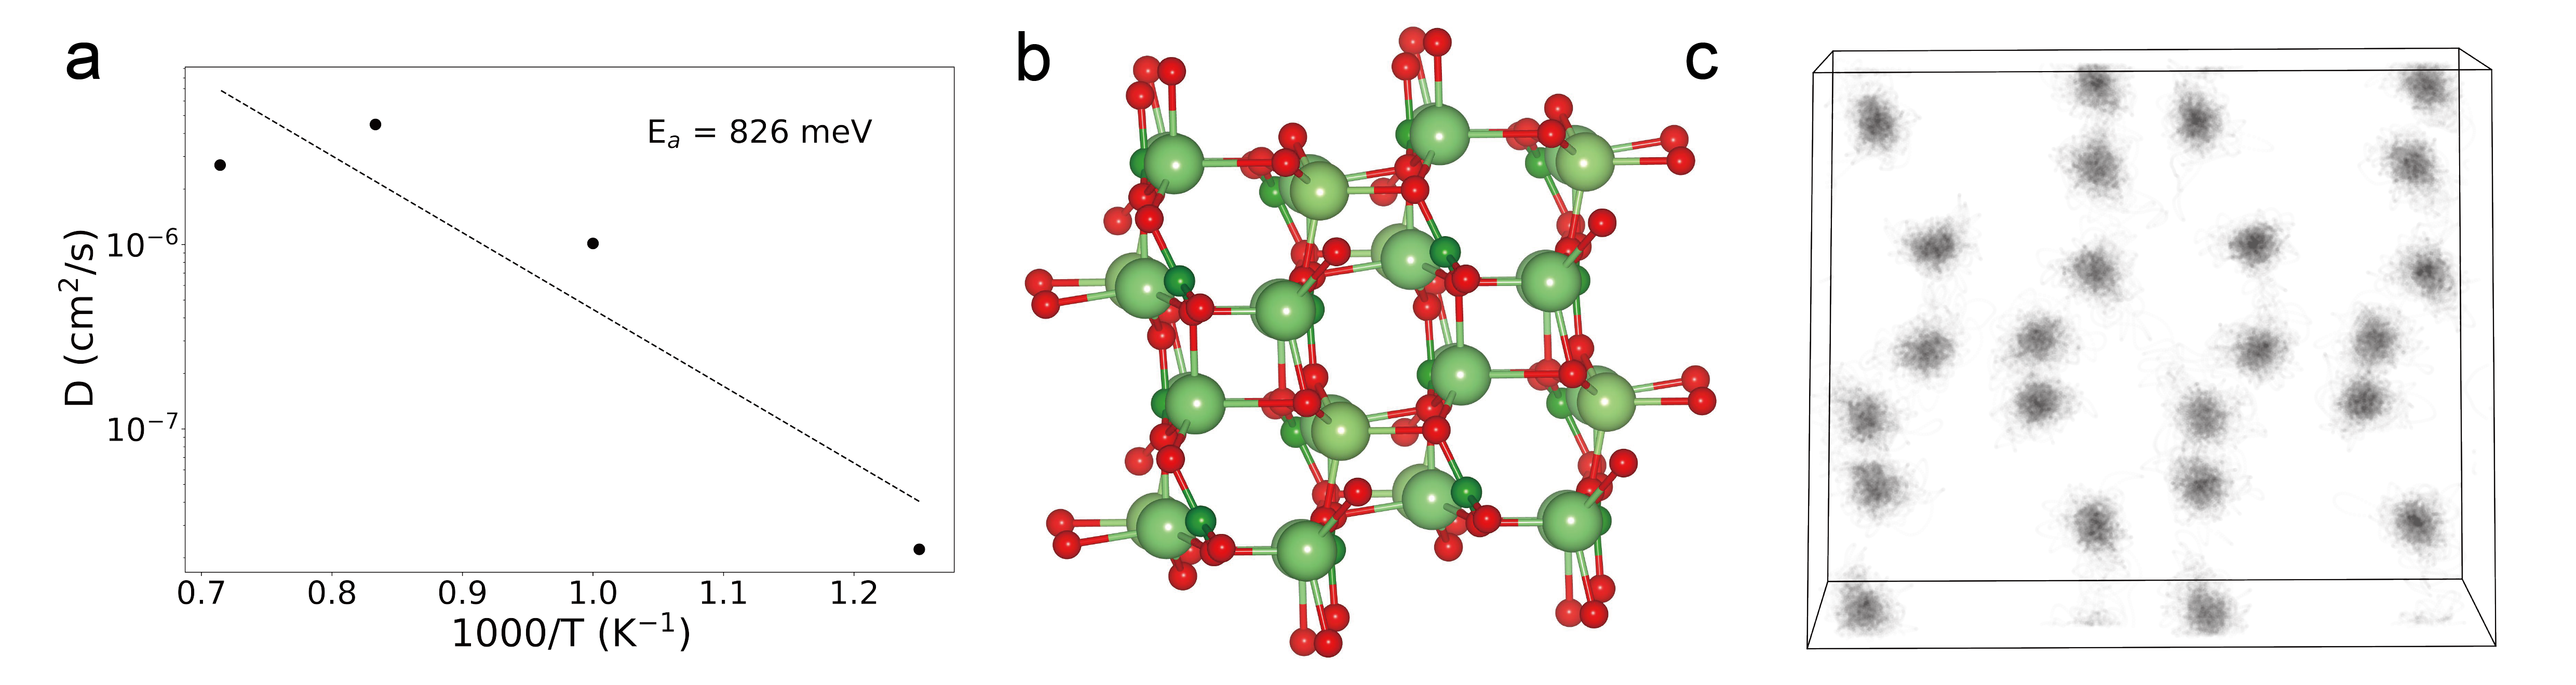 a
E_a = 826 meV
D (cm²/s)
10⁻⁶
10⁻⁷
0.7 0.8 0.9 1.0 1.1 1.2
1000/T (K⁻¹)
b
c